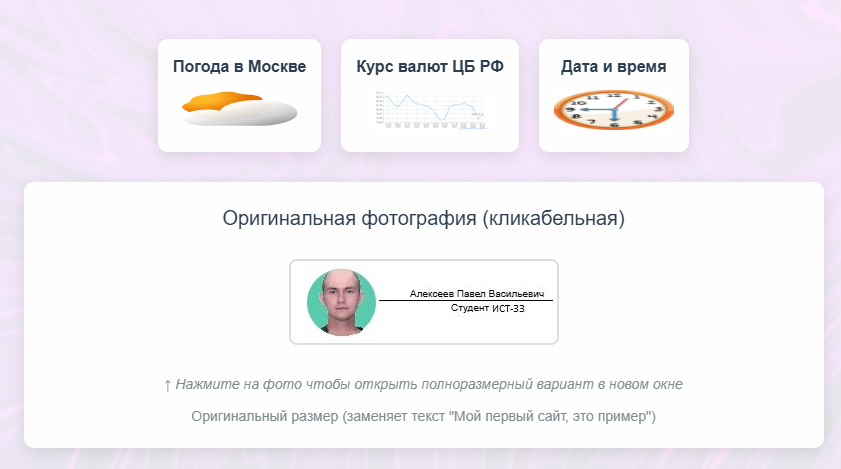 Погода в Москве
Курс валют ЦБ РФ
Дата и время
Оригинальная фотография (кликабельная)
Алексеев Павел Васильевич
Студент ИСТ-33
↑ Нажмите на фото чтобы открыть полноразмерный вариант в новом окне
Оригинальный размер (заменяет текст "Мой первый сайт, это пример")